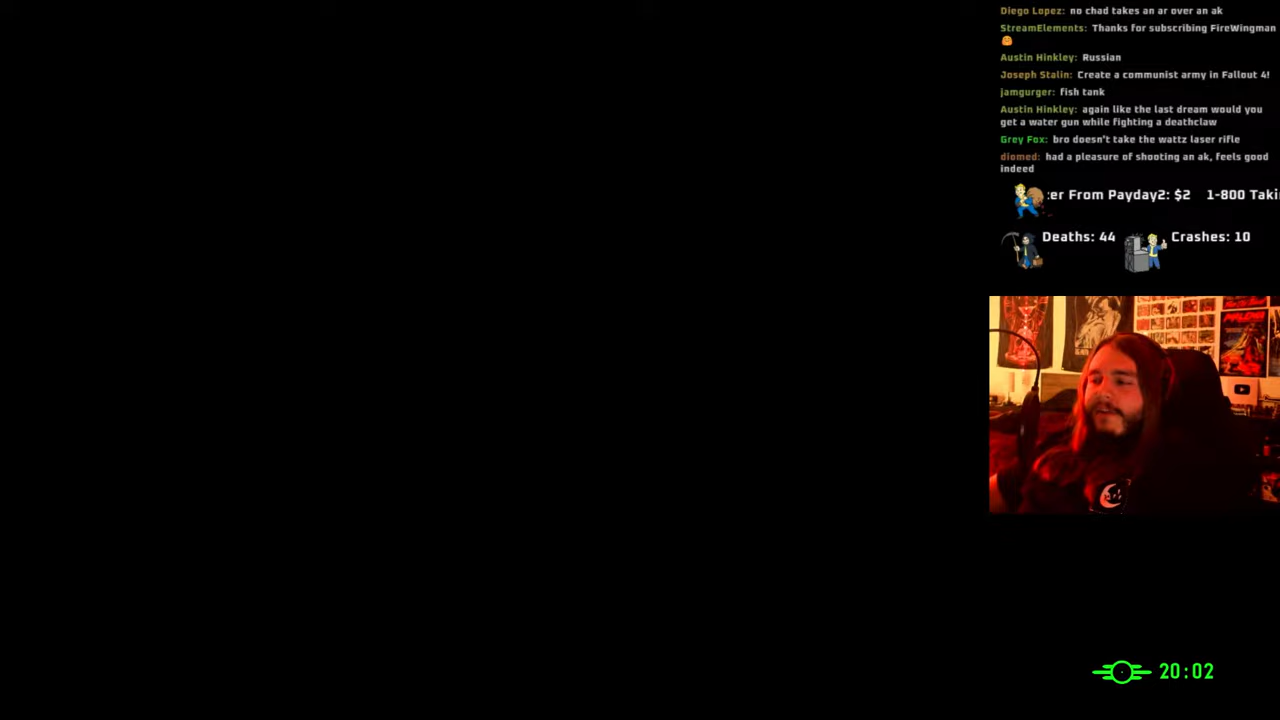 Diego Lopez: no chad takes an ar over an ak
StreamElements: Thanks for subscribing FireWingman
Austin Hinkley: Russian
Joseph Stalin: Create a communist army in Fallout 4!
jamgurger: fish tank
Austin Hinkley: again like the last dream would you
get a water gun while fighting a deathclaw
Grey Fox: bro doesn't take the wattz laser rifle
diomed: had a pleasure of shooting an ak, feels good
indeed
er From Payday2: $2 1-800 Taki
Deaths: 44 Crashes: 10
20:02